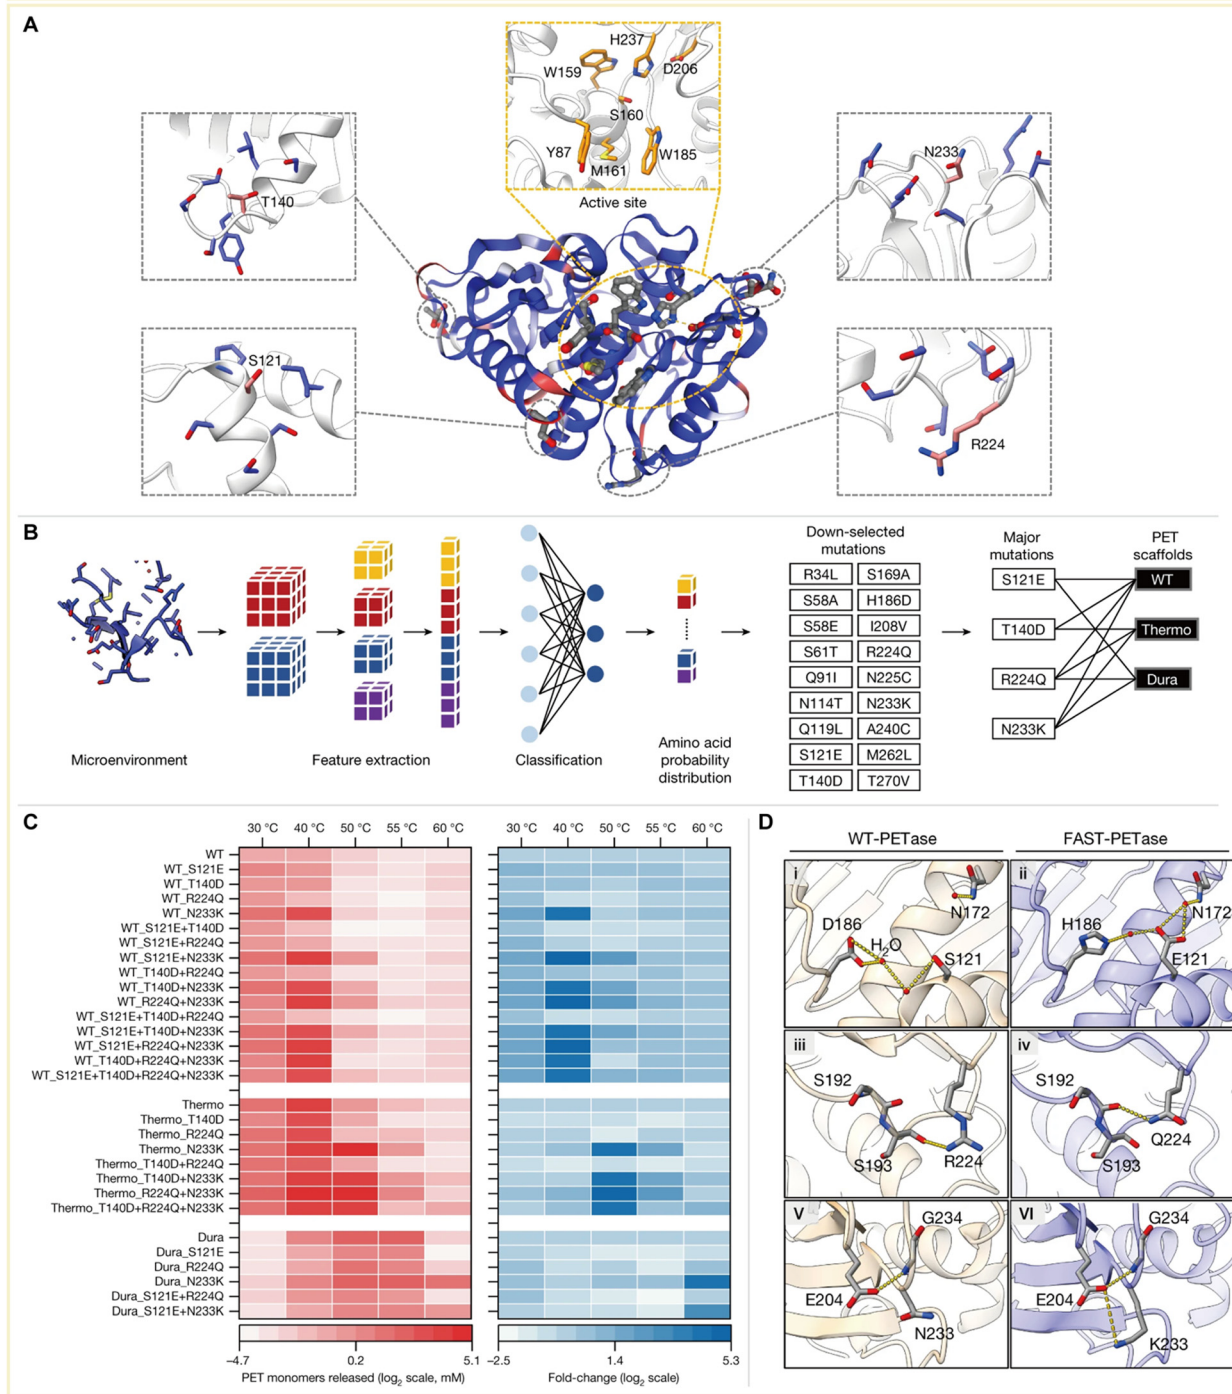 A
H237
W159
D206
S160
Y87
W185
M161
Active site
T140
N233
S121
R224
B
Microenvironment
Feature extraction
Classification
Amino acid
probability
distribution
Down-selected
mutations
R34L S169A
S58A H186D
S58E I208V
S61T R224Q
Q91I N225C
N114T N233K
Q119L A240C
S121E M262L
T140D T270V
Major
mutations
S121E
T140D
R224Q
N233K
PET
scaffolds
WT
Thermo
Dura
C
30 °C 40 °C 50 °C 55 °C 60 °C
30 °C 40 °C 50 °C 55 °C 60 °C
WT
WT_S121E
WT_T140D
WT_R224Q
WT_N233K
WT_S121E+T140D
WT_S121E+R224Q
WT_S121E+N233K
WT_T140D+R224Q
WT_T140D+N233K
WT_R224Q+N233K
WT_S121E+T140D+R224Q
WT_S121E+T140D+N233K
WT_S121E+R224Q+N233K
WT_T140D+R224Q+N233K
WT_S121E+T140D+R224Q+N233K
Thermo
Thermo_T140D
Thermo_R224Q
Thermo_N233K
Thermo_T140D+R224Q
Thermo_T140D+N233K
Thermo_R224Q+N233K
Thermo_T140D+R224Q+N233K
Dura
Dura_S121E
Dura_R224Q
Dura_N233K
Dura_S121E+R224Q
Dura_S121E+N233K
−4.7 0.2 5.1
PET monomers released (log2 scale, mM)
−2.5 1.4 5.3
Fold-change (log2 scale)
D
WT-PETase
FAST-PETase
i
N172
D186
H2O
S121
ii
N172
H186
E121
iii
S192
S193
R224
iv
S192
Q224
S193
V
G234
E204
N233
VI
G234
E204
K233